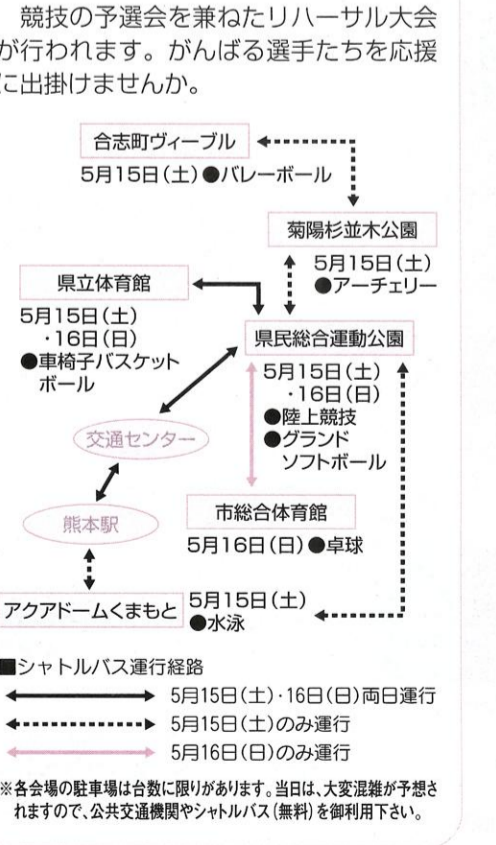 競技の予選会を兼ねたリハーサル大会
が行われます。がんばる選手たちを応援
に出掛けませんか。
合志町ヴィーブル
5月15日(土)●バレーボール
菊陽杉並木公園
5月15日(土)
●アーチェリー
県立体育館
5月15日(土)
・16日(日)
●車椅子バスケット
ボール
県民総合運動公園
5月15日(土)
・16日(日)
●陸上競技
●グランド
ソフトボール
交通センター
市総合体育館
5月16日(日)●卓球
熊本駅
アクアドームくまもと
5月15日(土)
●水泳
■シャトルバス運行経路
5月15日(土)・16日(日)両日運行
5月15日(土)のみ運行
5月16日(日)のみ運行
※各会場の駐車場は台数に限りがあります。当日は、大変混雑が予想さ
れますので、公共交通機関やシャトルバス(無料)を御利用下さい。